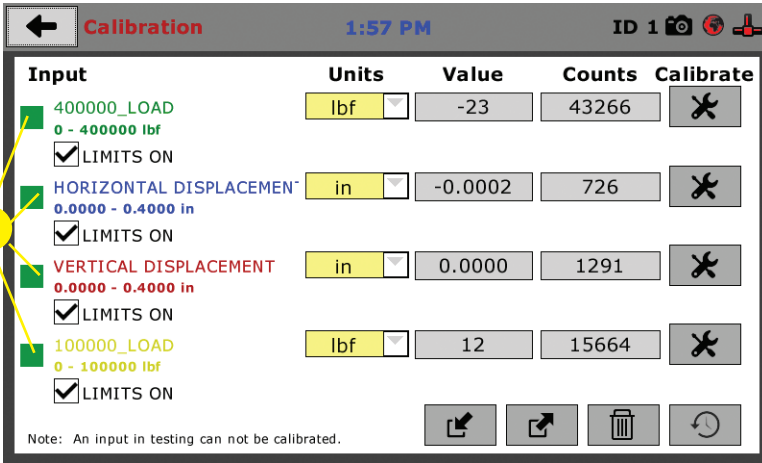 Calibration 1:57 PM ID 1
Input Units Value Counts Calibrate
400000_LOAD lbf -23 43266
0 - 400000 lbf
LIMITS ON
HORIZONTAL DISPLACEMENT in -0.0002 726
0.0000 - 0.4000 in
LIMITS ON
VERTICAL DISPLACEMENT in 0.0000 1291
0.0000 - 0.4000 in
LIMITS ON
100000_LOAD lbf 12 15664
0 - 100000 lbf
LIMITS ON
Note: An input in testing can not be calibrated.